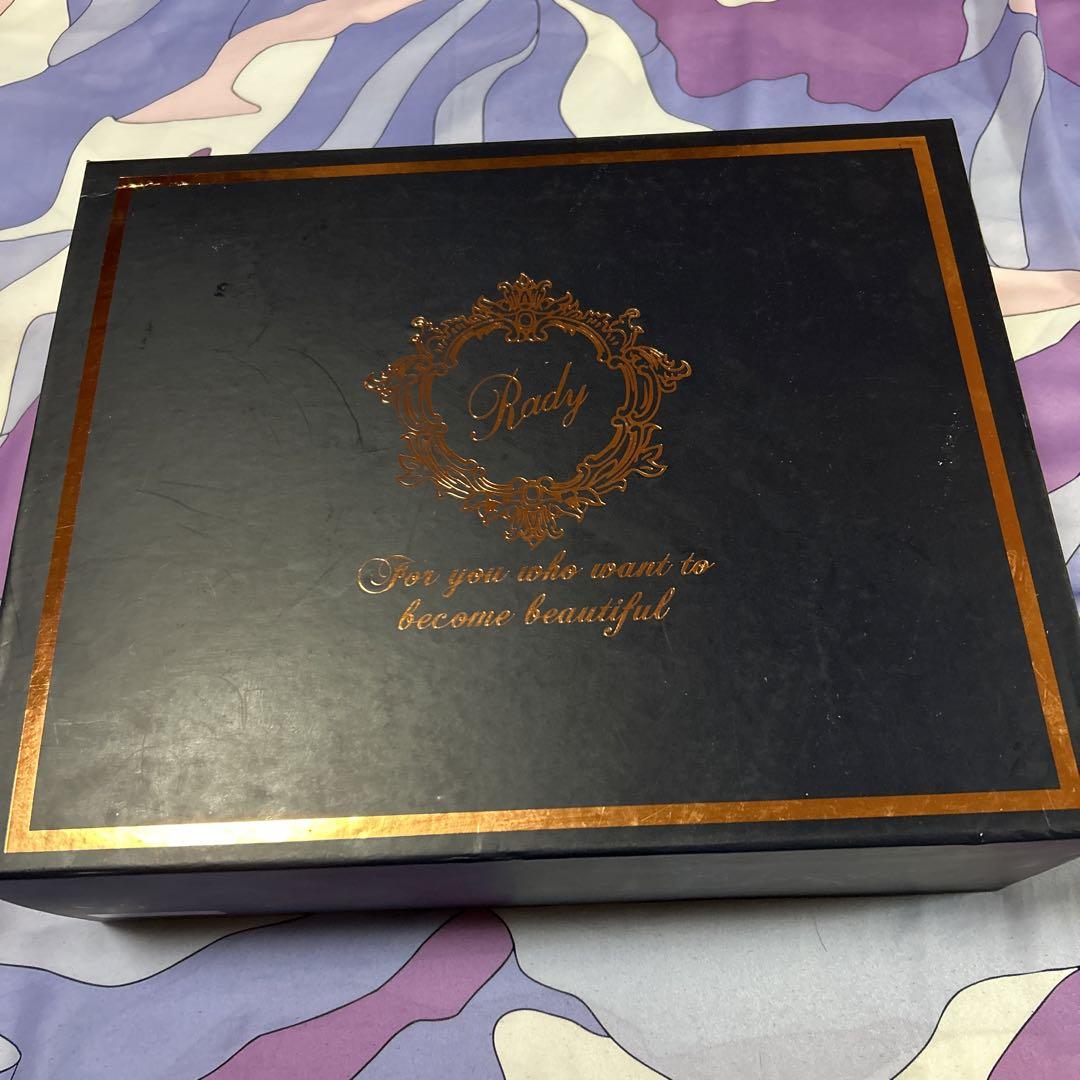 Rady
For you who want to
become beautiful